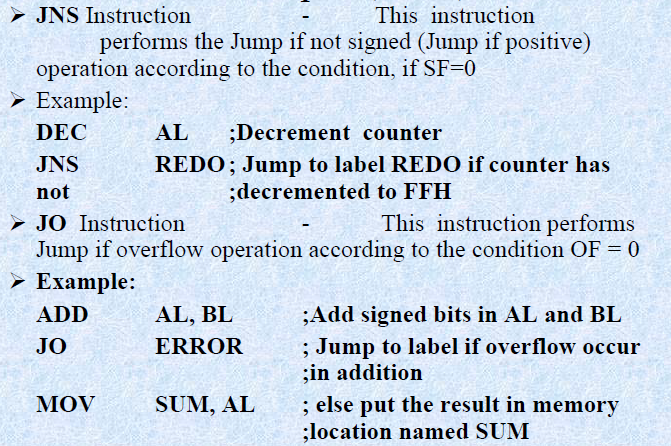 ➢ JNS Instruction - This instruction
performs the Jump if not signed (Jump if positive)
operation according to the condition, if SF=0
➢ Example:
DEC AL ;Decrement counter
JNS REDO ; Jump to label REDO if counter has
not ;decremented to FFH
➢ JO Instruction - This instruction performs
Jump if overflow operation according to the condition OF = 0
➢ Example:
ADD AL, BL ;Add signed bits in AL and BL
JO ERROR ; Jump to label if overflow occur
;in addition
MOV SUM, AL ; else put the result in memory
;location named SUM